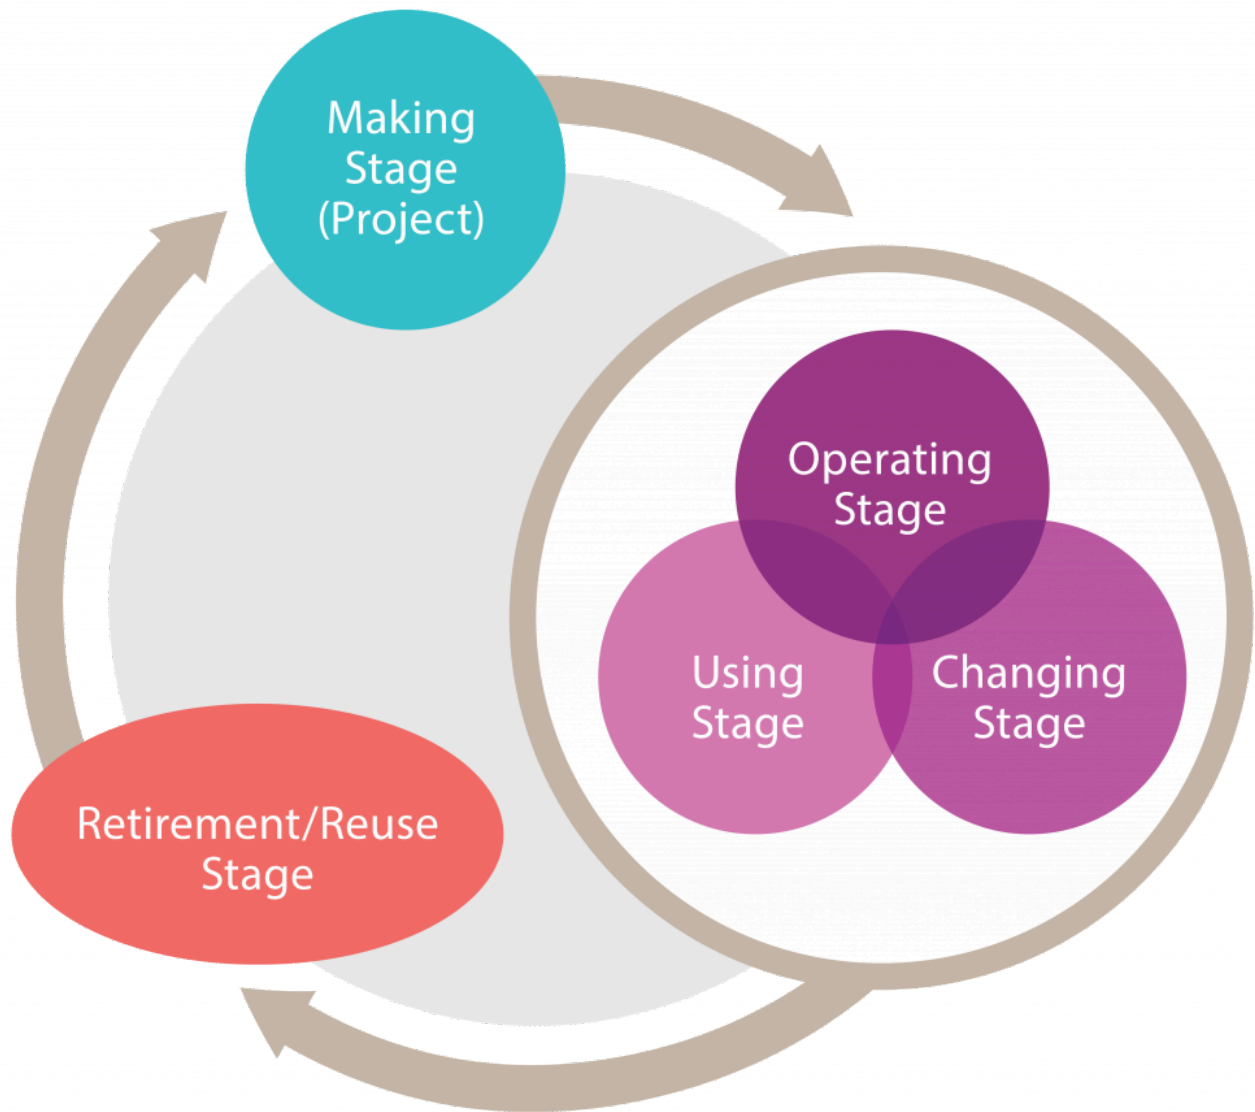 Making
Stage
(Project)
Operating
Stage
Using
Stage
Changing
Stage
Retirement/Reuse
Stage